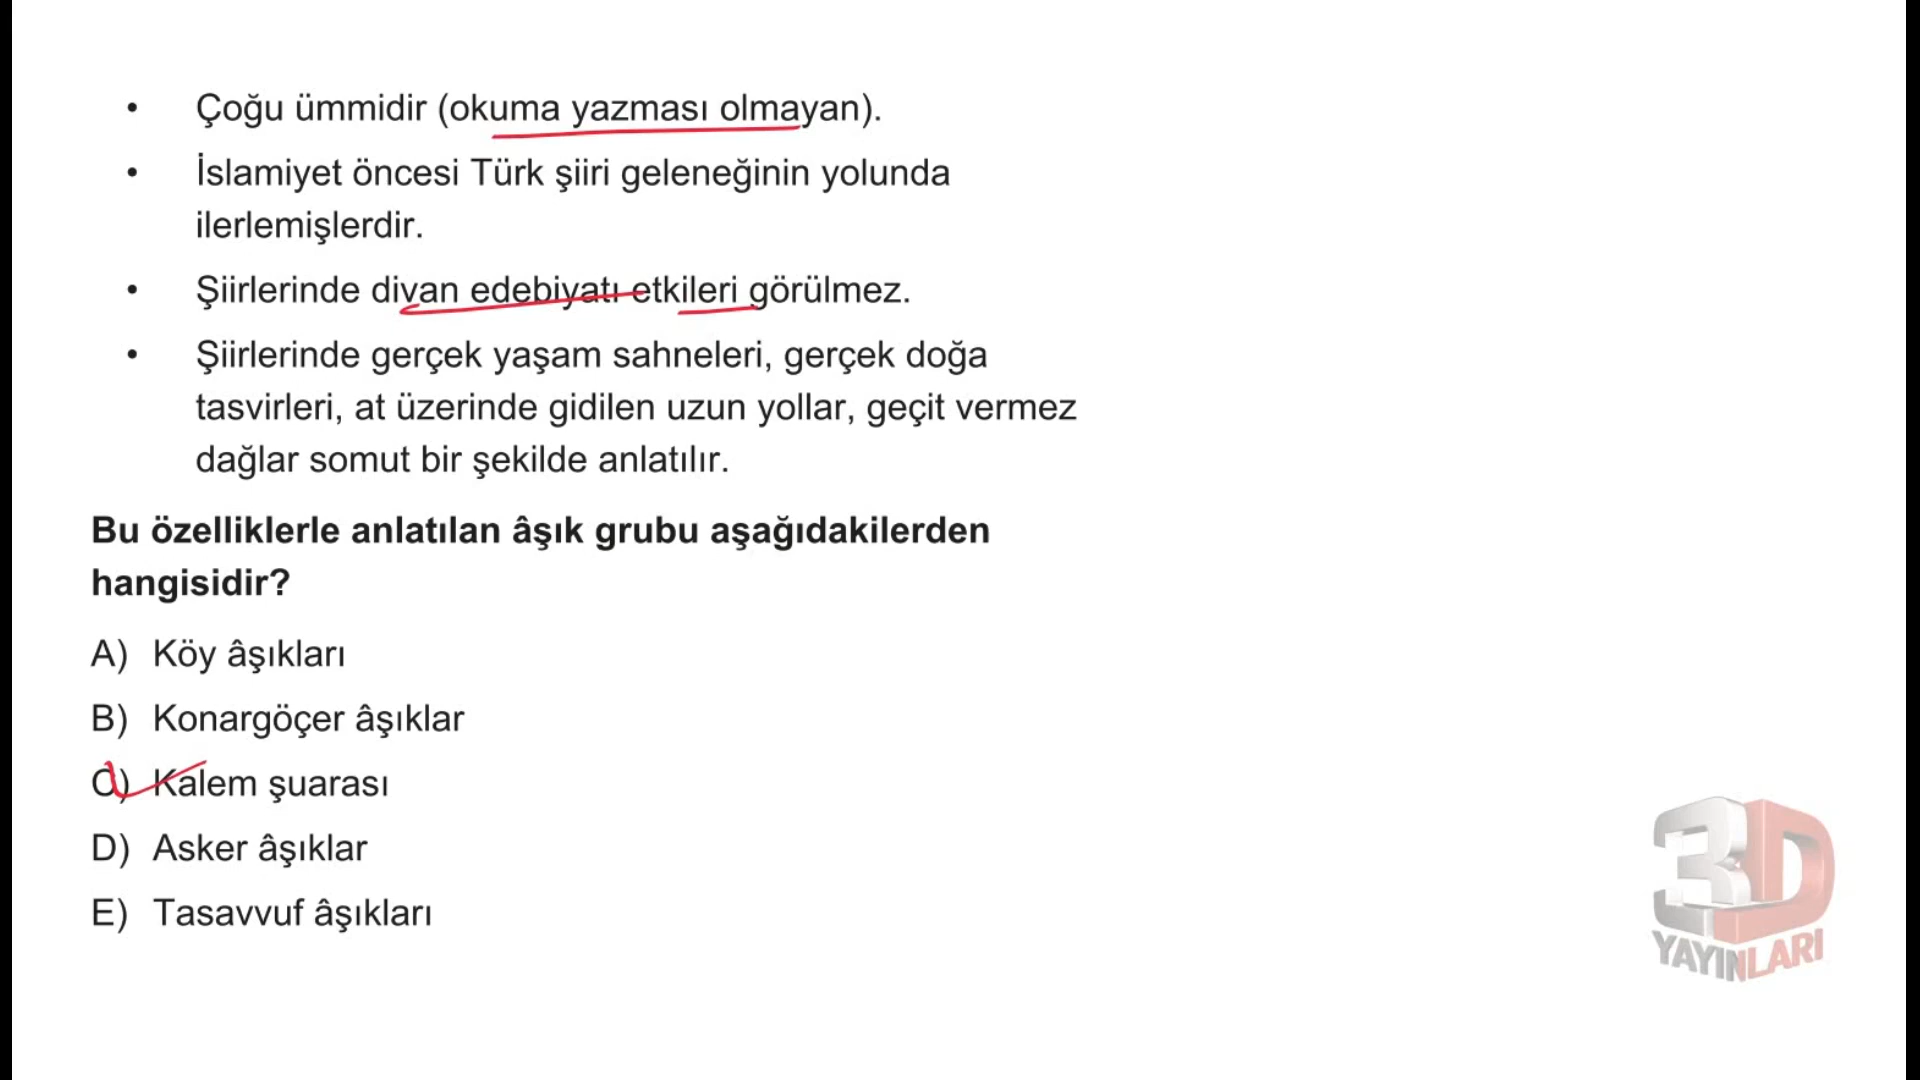 • Çoğu ümmidir (okuma yazması olmayan).
• İslamiyet öncesi Türk şiiri geleneğinin yolunda
ilerlemişlerdir.
• Şiirlerinde divan edebiyatı etkileri görülmez.
• Şiirlerinde gerçek yaşam sahneleri, gerçek doğa
tasvirleri, at üzerinde gidilen uzun yollar, geçit vermez
dağlar somut bir şekilde anlatılır.
Bu özelliklerle anlatılan âşık grubu aşağıdakilerden
hangisidir?
A) Köy âşıkları
B) Konargöçer âşıklar
C) Kalem şuarası
D) Asker âşıklar
E) Tasavvuf âşıkları
3D
YAYINLARI